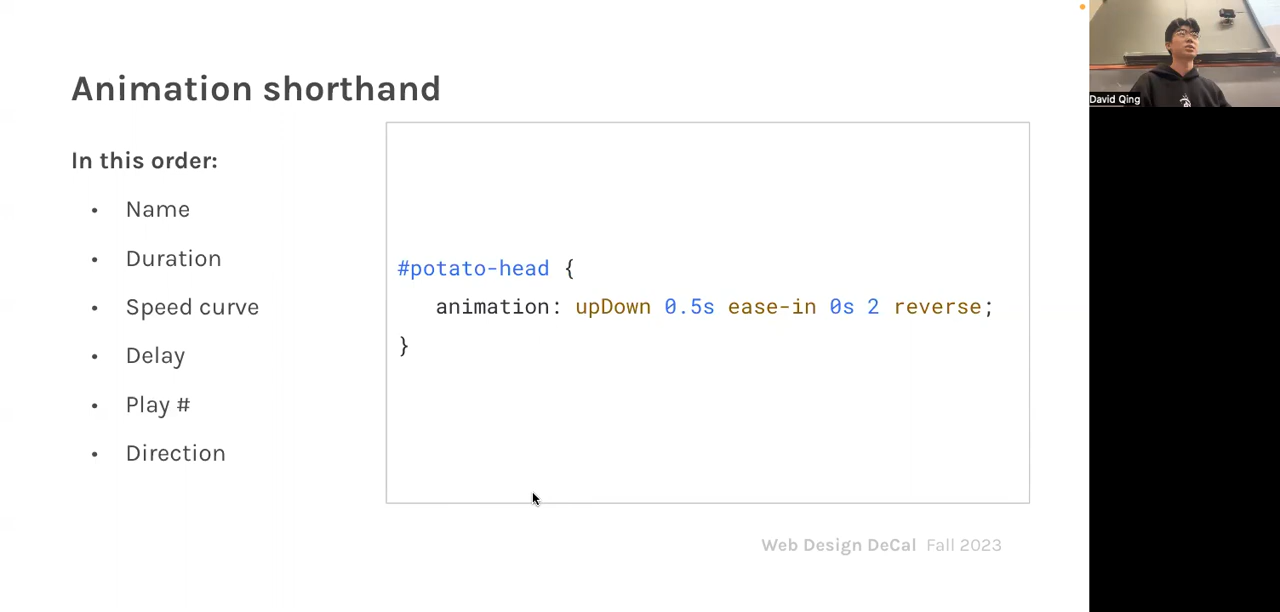 Animation shorthand
In this order:
• Name
• Duration
• Speed curve
• Delay
• Play #
• Direction
#potato-head {
animation: upDown 0.5s ease-in 0s 2 reverse;
}
Web Design DeCal Fall 2023
David Qing